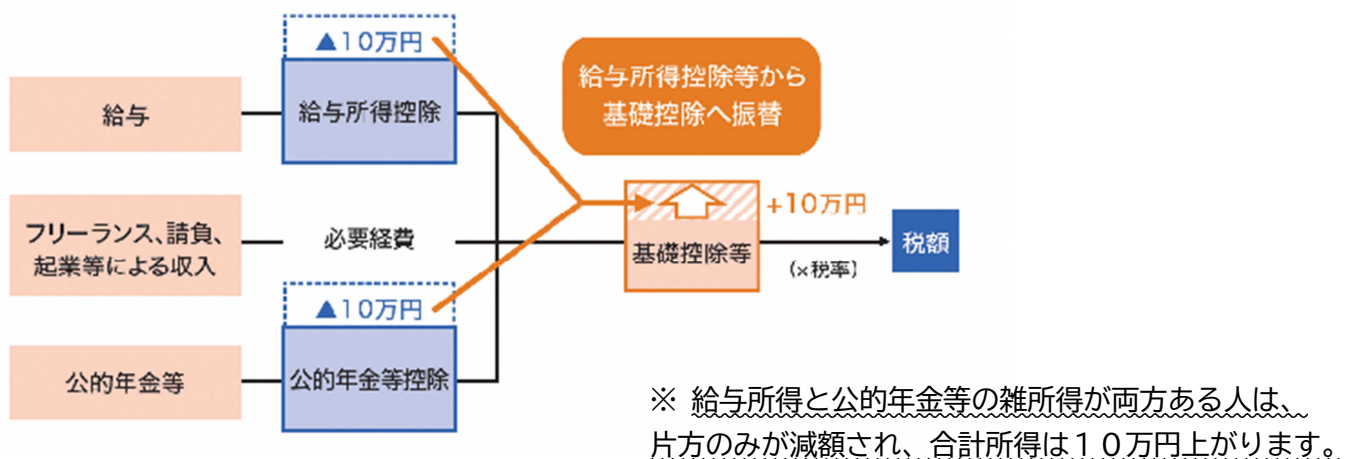 ▲10万円
給与
給与所得控除
給与所得控除等から
基礎控除へ振替
フリーランス、請負、
起業等による収入
必要経費
基礎控除等
+10万円
(×税率)
税額
▲10万円
公的年金等
公的年金等控除
※ 給与所得と公的年金等の雑所得が両方ある人は、
片方のみが減額され、合計所得は１０万円上がります。